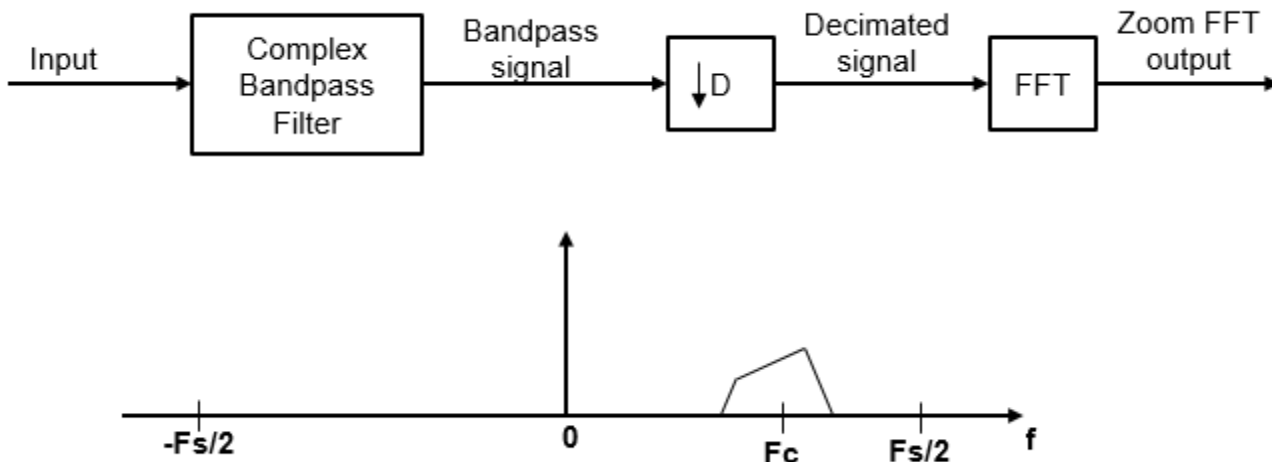 Input
Complex
Bandpass
Filter
Bandpass
signal
↓D
Decimated
signal
FFT
Zoom FFT
output
-Fs/2
0
Fc
Fs/2
f